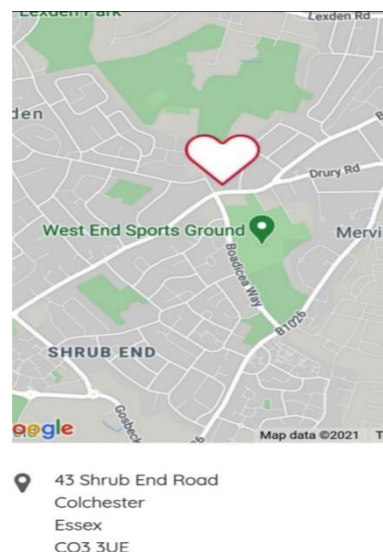 Lexden Park
Lexden Rd
den
Drury Rd
West End Sports Ground
Mervi
Boadicea Way
B1026
SHRUB END
Gosbeck
oogle
Map data ©2021
T
43 Shrub End Road
Colchester
Essex
CO3 3UE